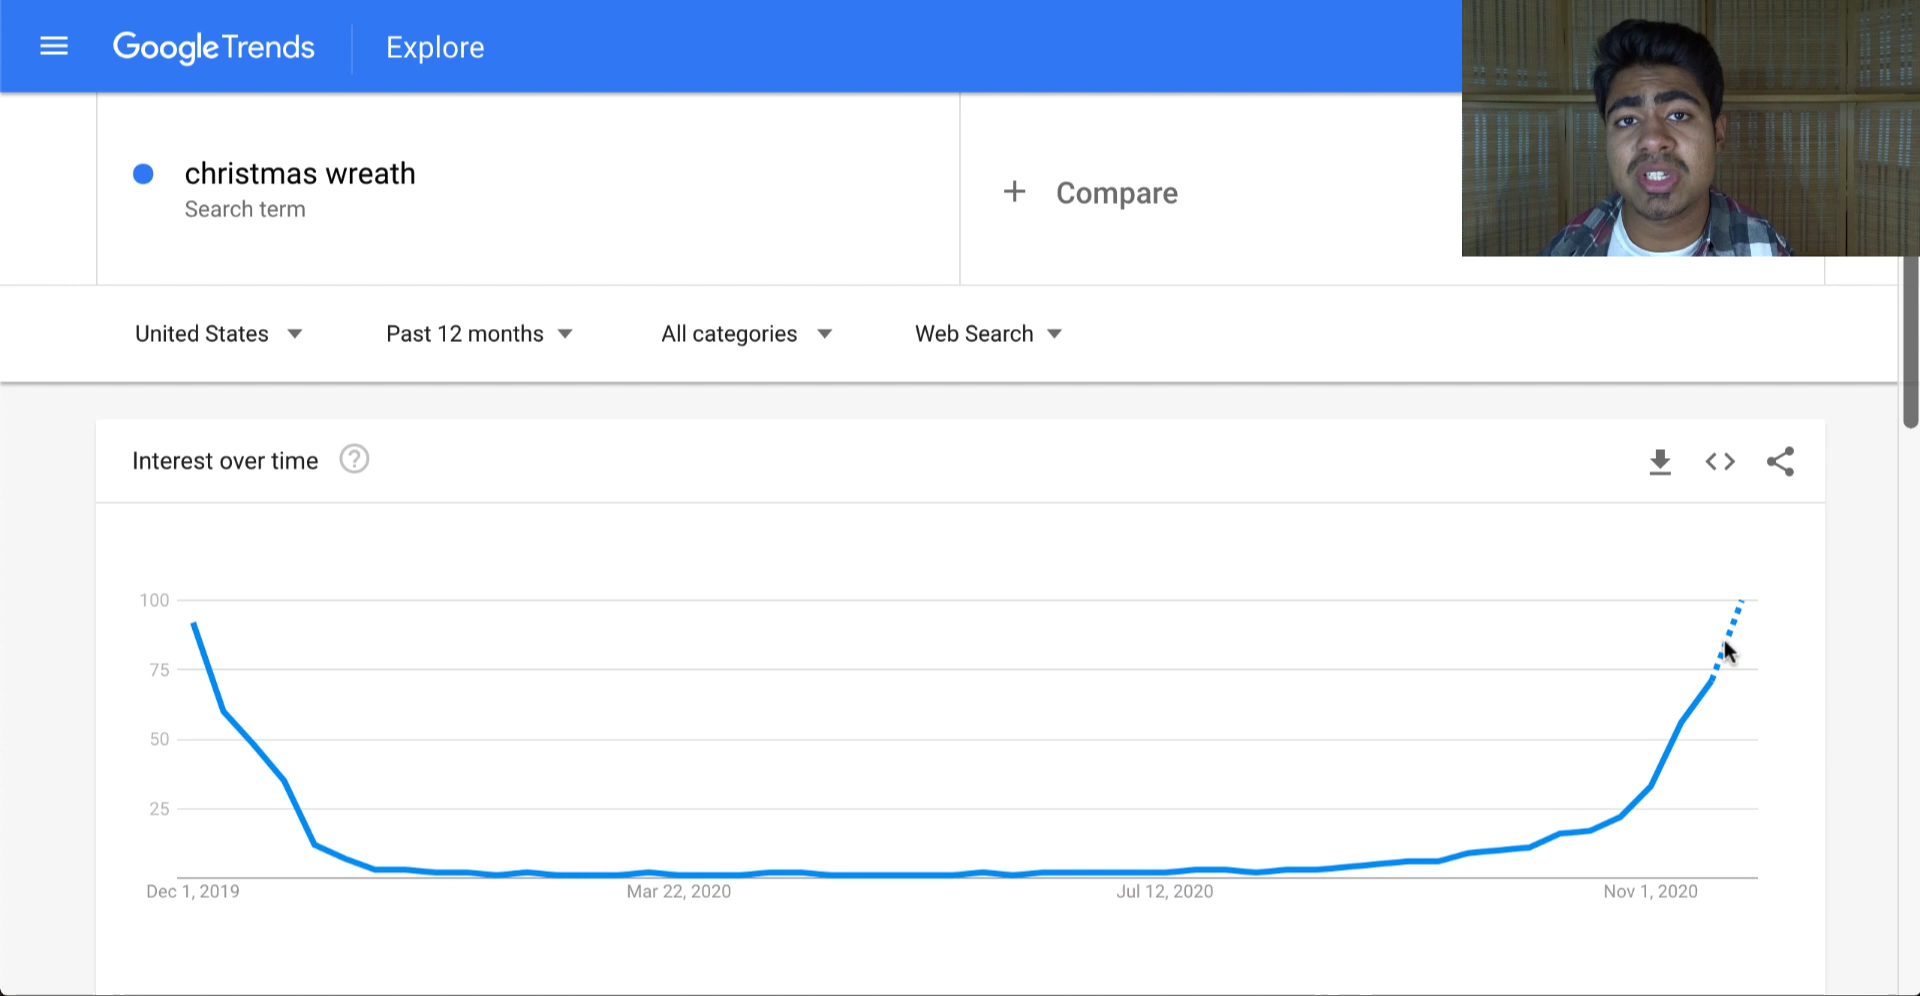 Google Trends
Explore
christmas wreath
Search term
+ Compare
United States
Past 12 months
All categories
Web Search
Interest over time
?
100
75
50
25
Dec 1, 2019
Mar 22, 2020
Jul 12, 2020
Nov 1, 2020